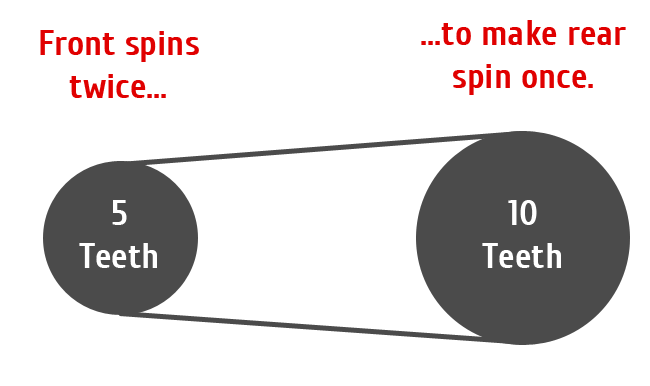 Front spins
twice...
...to make rear
spin once.
5
Teeth
10
Teeth